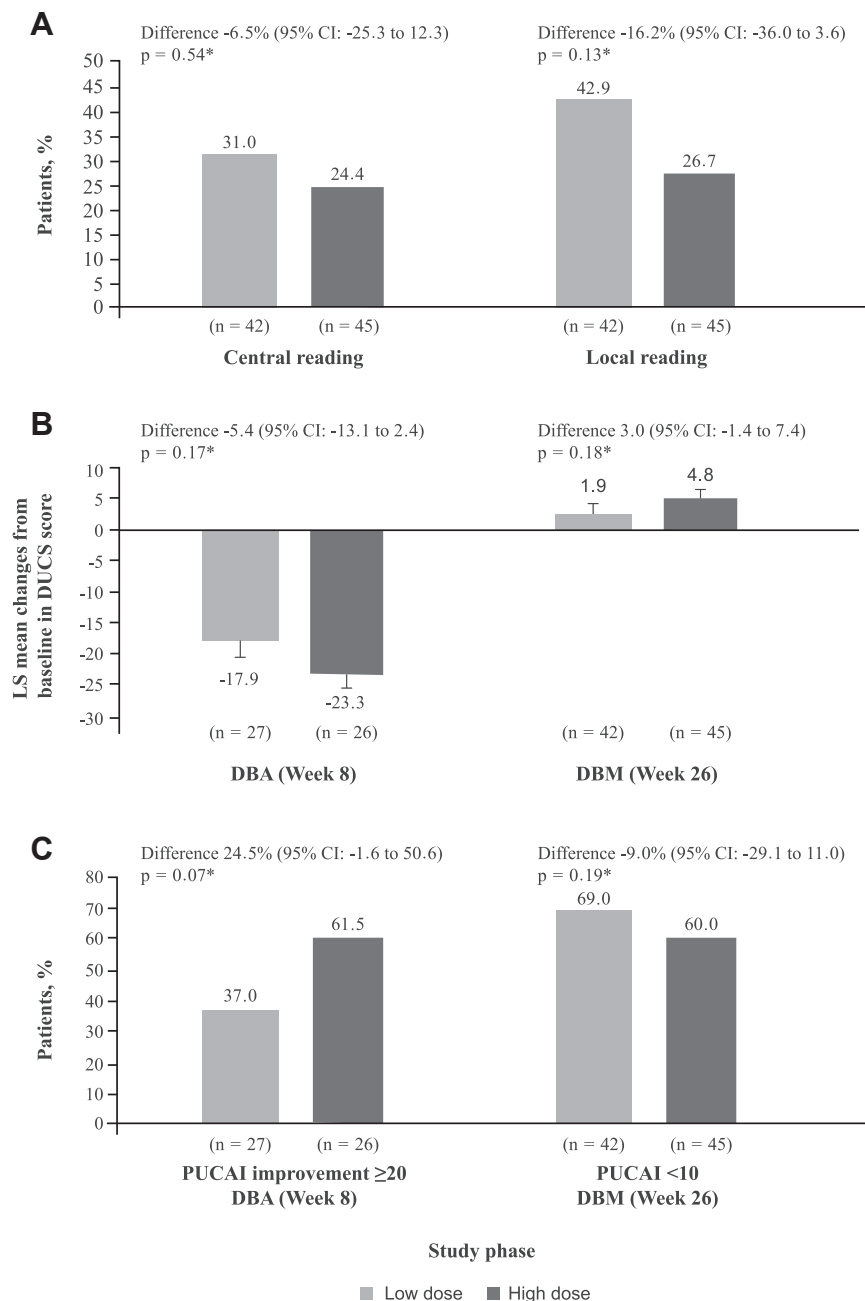 A
Difference -6.5% (95% CI: -25.3 to 12.3)
p = 0.54*
Difference -16.2% (95% CI: -36.0 to 3.6)
p = 0.13*
Patients, %
50
45
40
35
30
25
20
15
10
5
0
31.0
24.4
42.9
26.7
(n = 42)
(n = 45)
(n = 42)
(n = 45)
Central reading
Local reading
B
Difference -5.4 (95% CI: -13.1 to 2.4)
p = 0.17*
Difference 3.0 (95% CI: -1.4 to 7.4)
p = 0.18*
LS mean changes from
baseline in DUCS score
10
5
0
-5
-10
-15
-20
-25
-30
-17.9
-23.3
1.9
4.8
(n = 27)
(n = 26)
(n = 42)
(n = 45)
DBA (Week 8)
DBM (Week 26)
C
Difference 24.5% (95% CI: -1.6 to 50.6)
p = 0.07*
Difference -9.0% (95% CI: -29.1 to 11.0)
p = 0.19*
Patients, %
80
70
60
50
40
30
20
10
0
37.0
61.5
69.0
60.0
(n = 27)
(n = 26)
(n = 42)
(n = 45)
PUCAI improvement ≥20
DBA (Week 8)
PUCAI <10
DBM (Week 26)
Study phase
Low dose
High dose